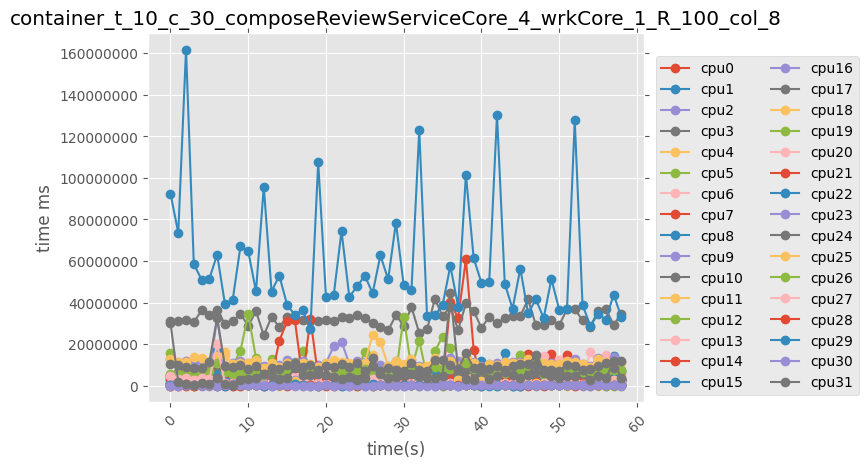 container_t_10_c_30_composeReviewServiceCore_4_wrkCore_1_R_100_col_8
time ms
160000000
140000000
120000000
100000000
80000000
60000000
40000000
20000000
0
0
10
20
30
40
50
60
time(s)
cpu0
cpu1
cpu2
cpu3
cpu4
cpu5
cpu6
cpu7
cpu8
cpu9
cpu10
cpu11
cpu12
cpu13
cpu14
cpu15
cpu16
cpu17
cpu18
cpu19
cpu20
cpu21
cpu22
cpu23
cpu24
cpu25
cpu26
cpu27
cpu28
cpu29
cpu30
cpu31